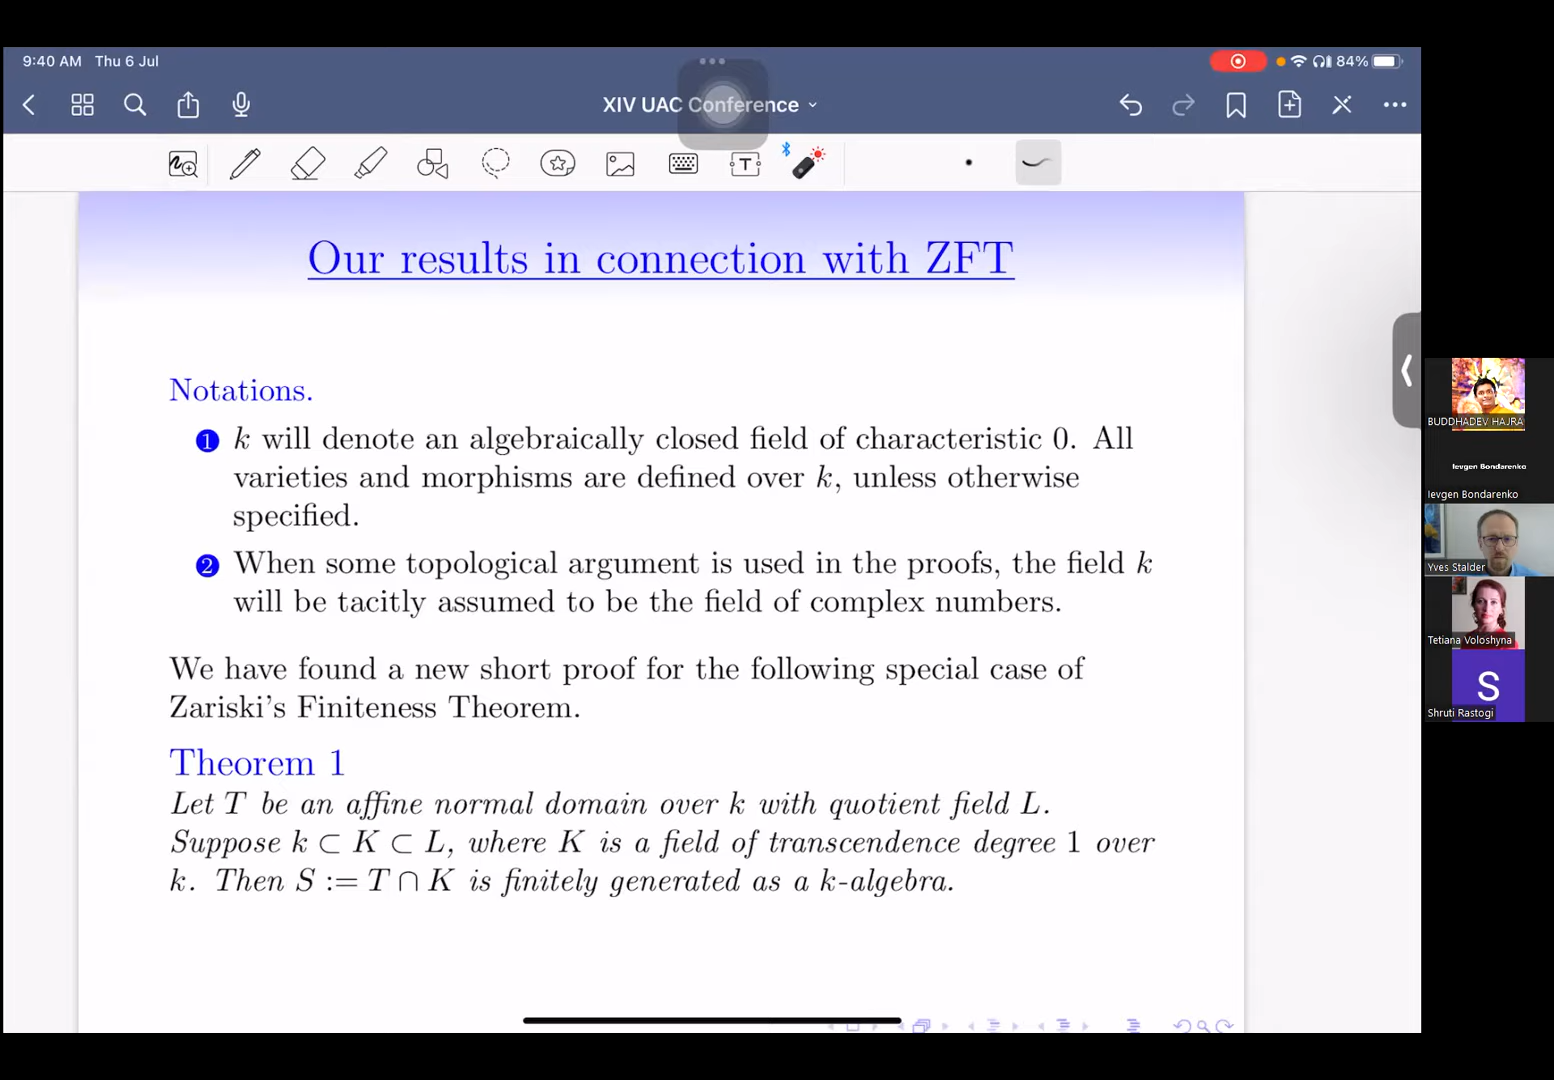 9:40 AM Thu 6 Jul
84%
XIV UAC Conference
T
Our results in connection with ZFT
Notations.
1 k will denote an algebraically closed field of characteristic 0. All
varieties and morphisms are defined over k, unless otherwise
specified.
2 When some topological argument is used in the proofs, the field k
will be tacitly assumed to be the field of complex numbers.
We have found a new short proof for the following special case of
Zariski's Finiteness Theorem.
Theorem 1
Let T be an affine normal domain over k with quotient field L.
Suppose k ⊂ K ⊂ L, where K is a field of transcendence degree 1 over
k. Then S := T ∩ K is finitely generated as a k-algebra.
BUDDHADEV HAJRA
Ievgen Bondarenko
Ievgen Bondarenko
Yves Stalder
Tetiana Voloshyna
S
Shruti Rastogi